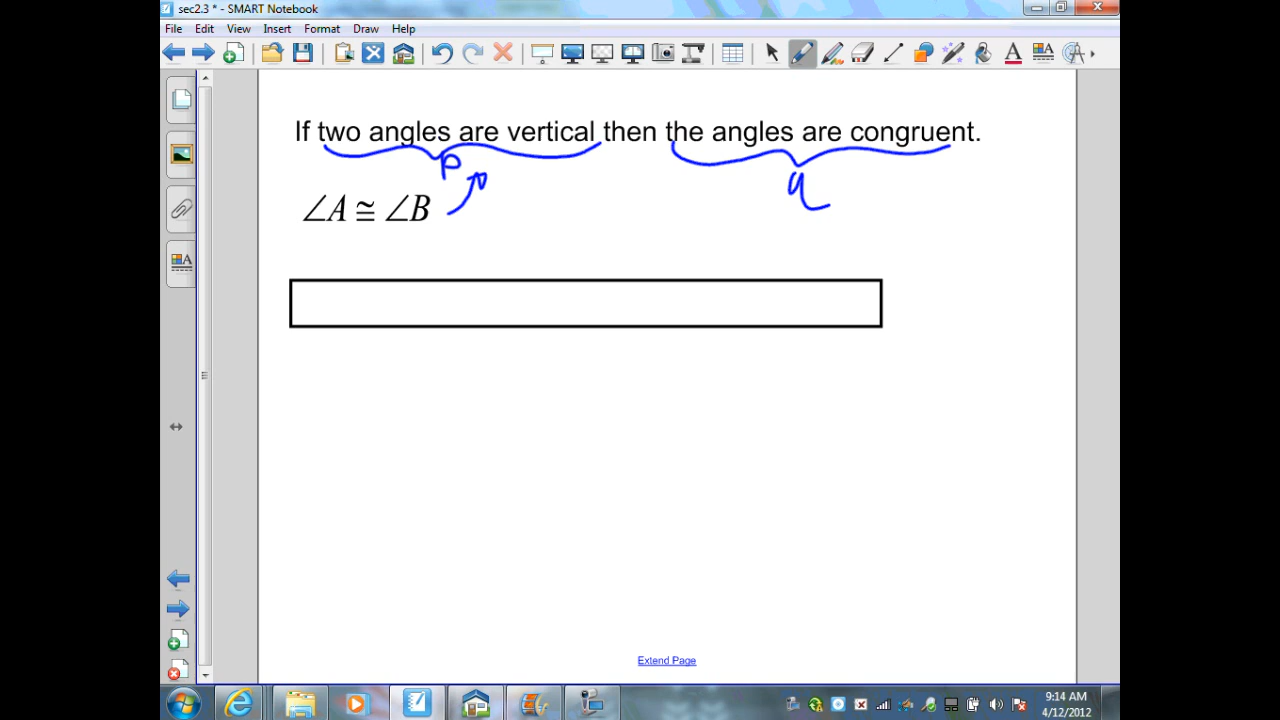 sec2.3 * - SMART Notebook
File Edit View Insert Format Draw Help
If two angles are vertical then the angles are congruent.
p
q
∠A ≅ ∠B
Extend Page
9:14 AM
4/12/2012